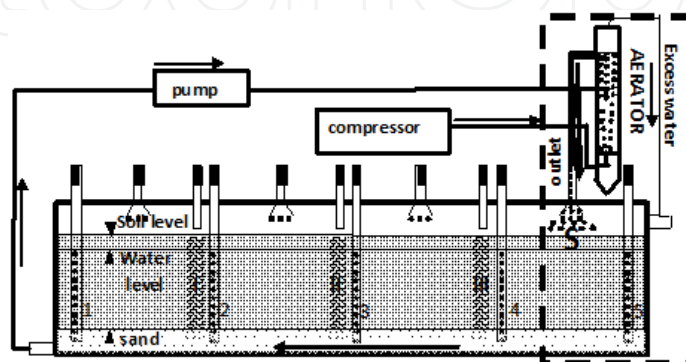 pump
compressor
AERATOR
Excess water
outlet
S
Soil level
Water
level
I
II
III
1
2
3
4
5
sand